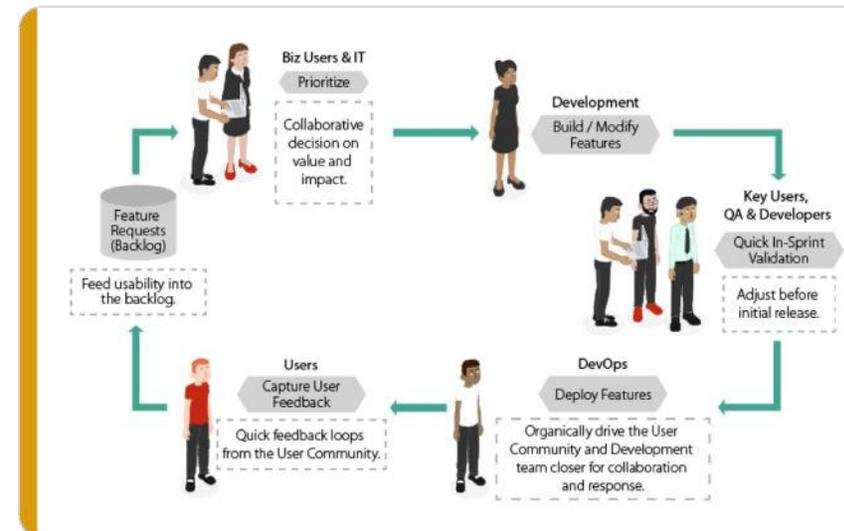 Biz Users & IT
Prioritize
Collaborative
decision on
value and
impact.
Development
Build / Modify
Features
Key Users,
QA & Developers
Quick In-Sprint
Validation
Adjust before
initial release.
DevOps
Deploy Features
Organically drive the User
Community and Development
team closer for collaboration
and response.
Users
Capture User
Feedback
Quick feedback loops
from the User Community.
Feature
Requests
(Backlog)
Feed usability into
the backlog.